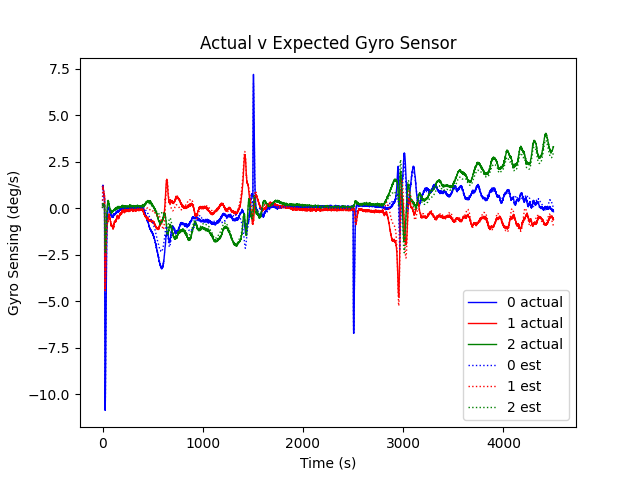 Actual v Expected Gyro Sensor
7.5
5.0
2.5
0.0
−2.5
−5.0
−7.5
−10.0
Gyro Sensing (deg/s)
0 actual
1 actual
2 actual
0 est
1 est
2 est
0 1000 2000 3000 4000
Time (s)